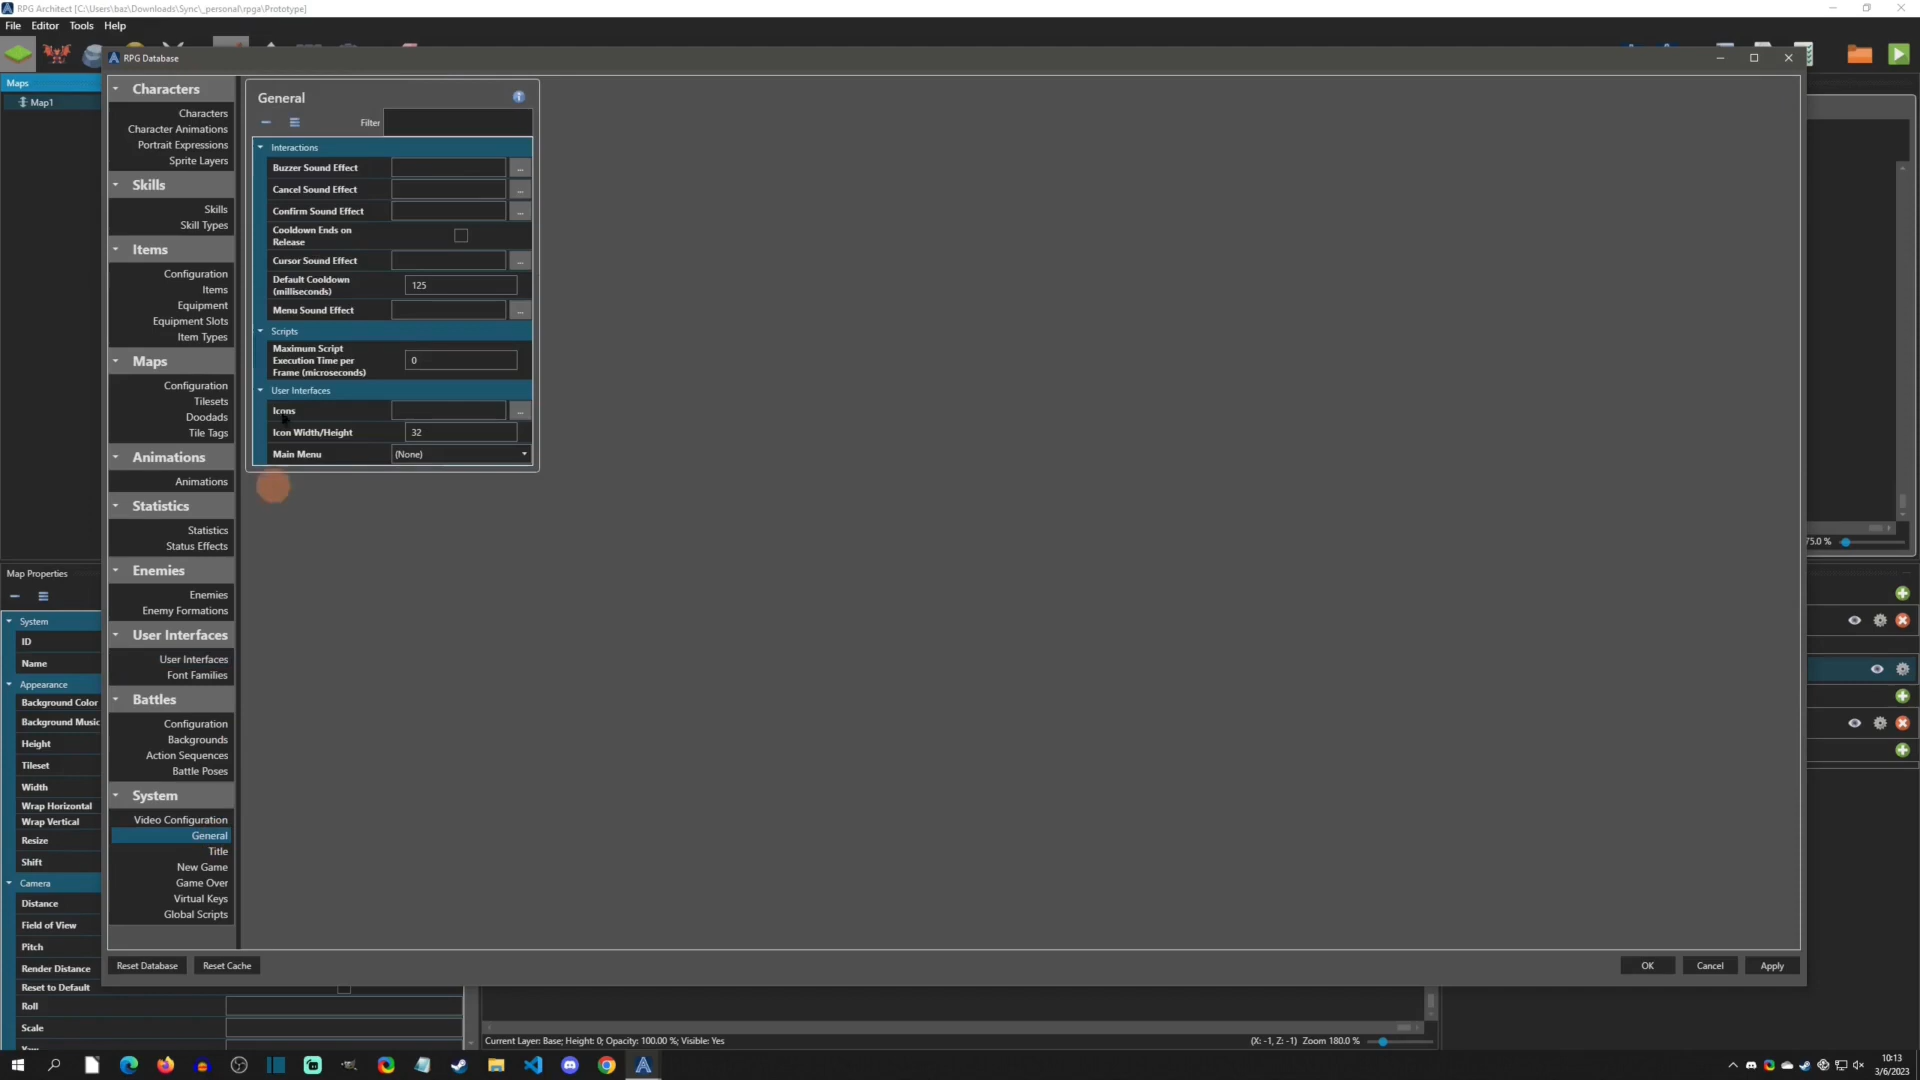 RPG Architect [C:\Users\baz\Downloads\Sync\_personal\rpga\Prototype]
File Editor Tools Help
RPG Database
Maps
Map1
Characters
Characters
Character Animations
Portrait Expressions
Sprite Layers
Skills
Skills
Skill Types
Items
Configuration
Items
Equipment
Equipment Slots
Item Types
Maps
Configuration
Tilesets
Doodads
Tile Tags
Animations
Animations
Statistics
Statistics
Status Effects
Enemies
Enemies
Enemy Formations
User Interfaces
User Interfaces
Font Families
Battles
Configuration
Backgrounds
Action Sequences
Battle Poses
System
Video Configuration
General
Title
New Game
Game Over
Virtual Keys
Global Scripts
General
Filter
Interactions
Buzzer Sound Effect ...
Cancel Sound Effect ...
Confirm Sound Effect ...
Cooldown Ends on
Release
Cursor Sound Effect ...
Default Cooldown
(milliseconds) 125
Menu Sound Effect ...
Scripts
Maximum Script
Execution Time per
Frame (microseconds) 0
User Interfaces
Icons ...
Icon Width/Height 32
Main Menu (None)
Reset Database Reset Cache OK Cancel Apply
75.0 %
Map Properties
System
ID
Name
Appearance
Background Color
Background Music
Height
Tileset
Width
Wrap Horizontal
Wrap Vertical
Resize
Shift
Camera
Distance
Field of View
Pitch
Render Distance
Reset to Default
Roll
Scale
Current Layer: Base; Height: 0; Opacity: 100.00 %; Visible: Yes (X: -1, Z: -1) Zoom 180.0 %
10:13
3/6/2023